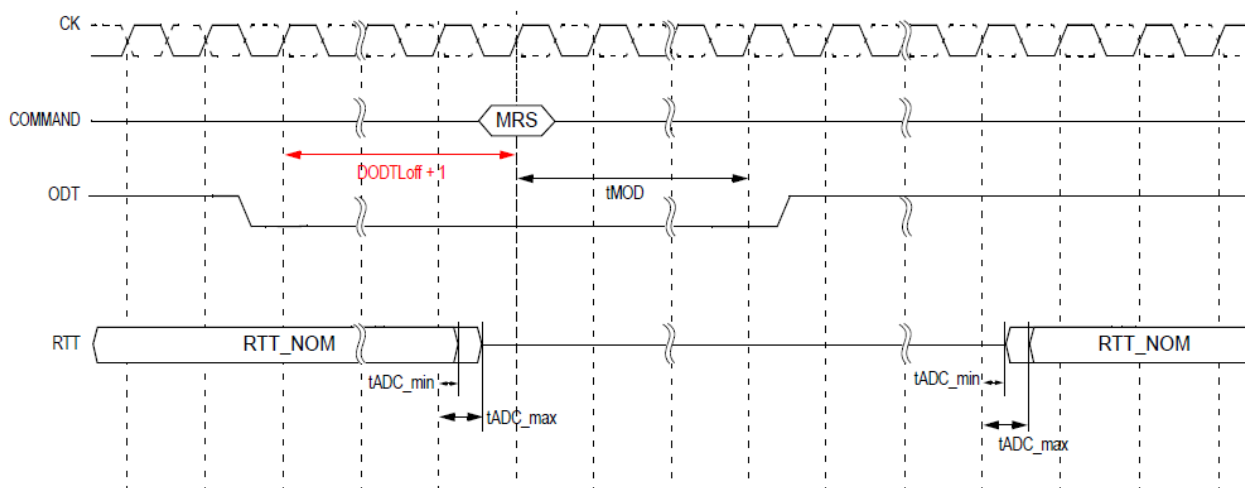 CK
COMMAND
MRS
DODTLoff + 1
ODT
tMOD
RTT
RTT_NOM
RTT_NOM
tADC_min
tADC_min
tADC_max
tADC_max